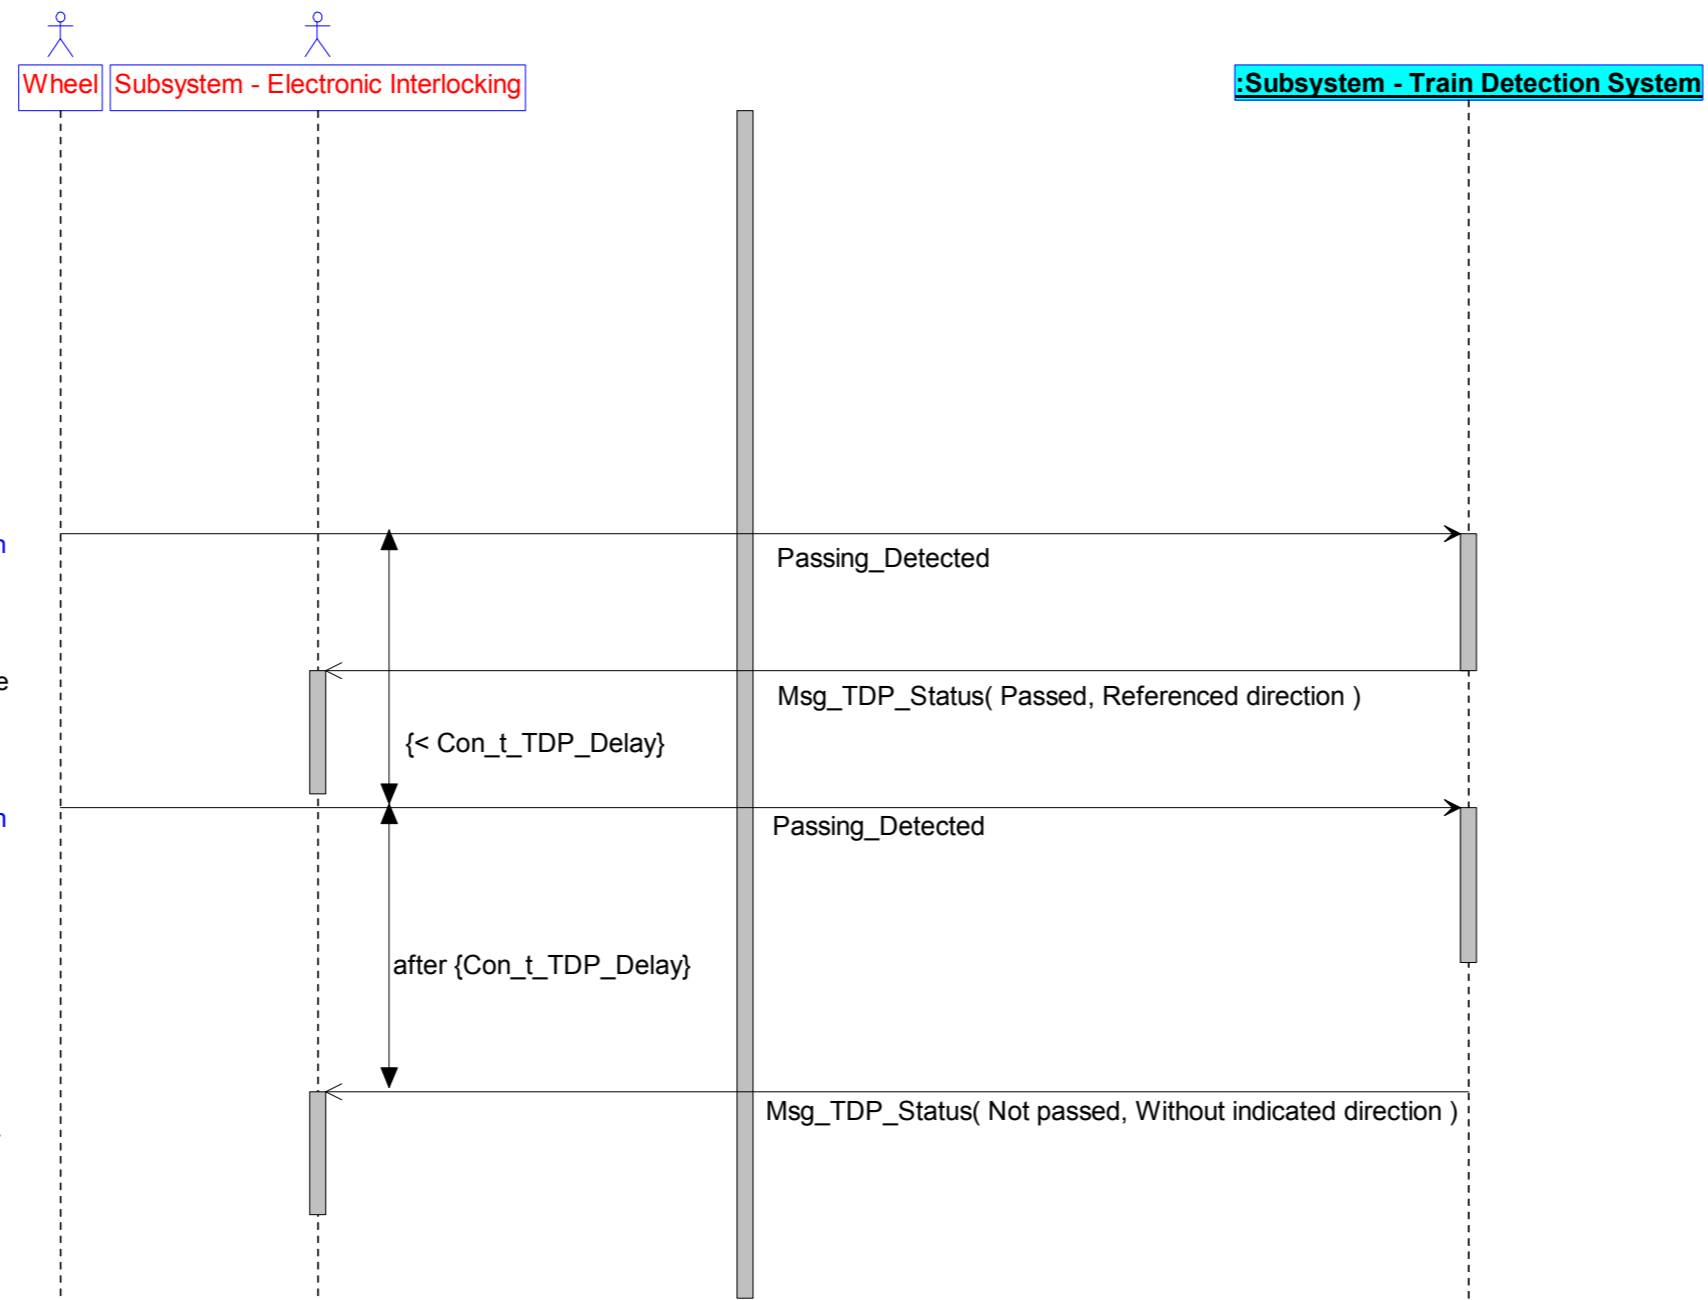 Wheel
Subsystem - Electronic Interlocking
:Subsystem - Train Detection System
n
Passing_Detected
e
Msg_TDP_Status( Passed, Referenced direction )
{< Con_t_TDP_Delay}
n
Passing_Detected
after {Con_t_TDP_Delay}
Msg_TDP_Status( Not passed, Without indicated direction )